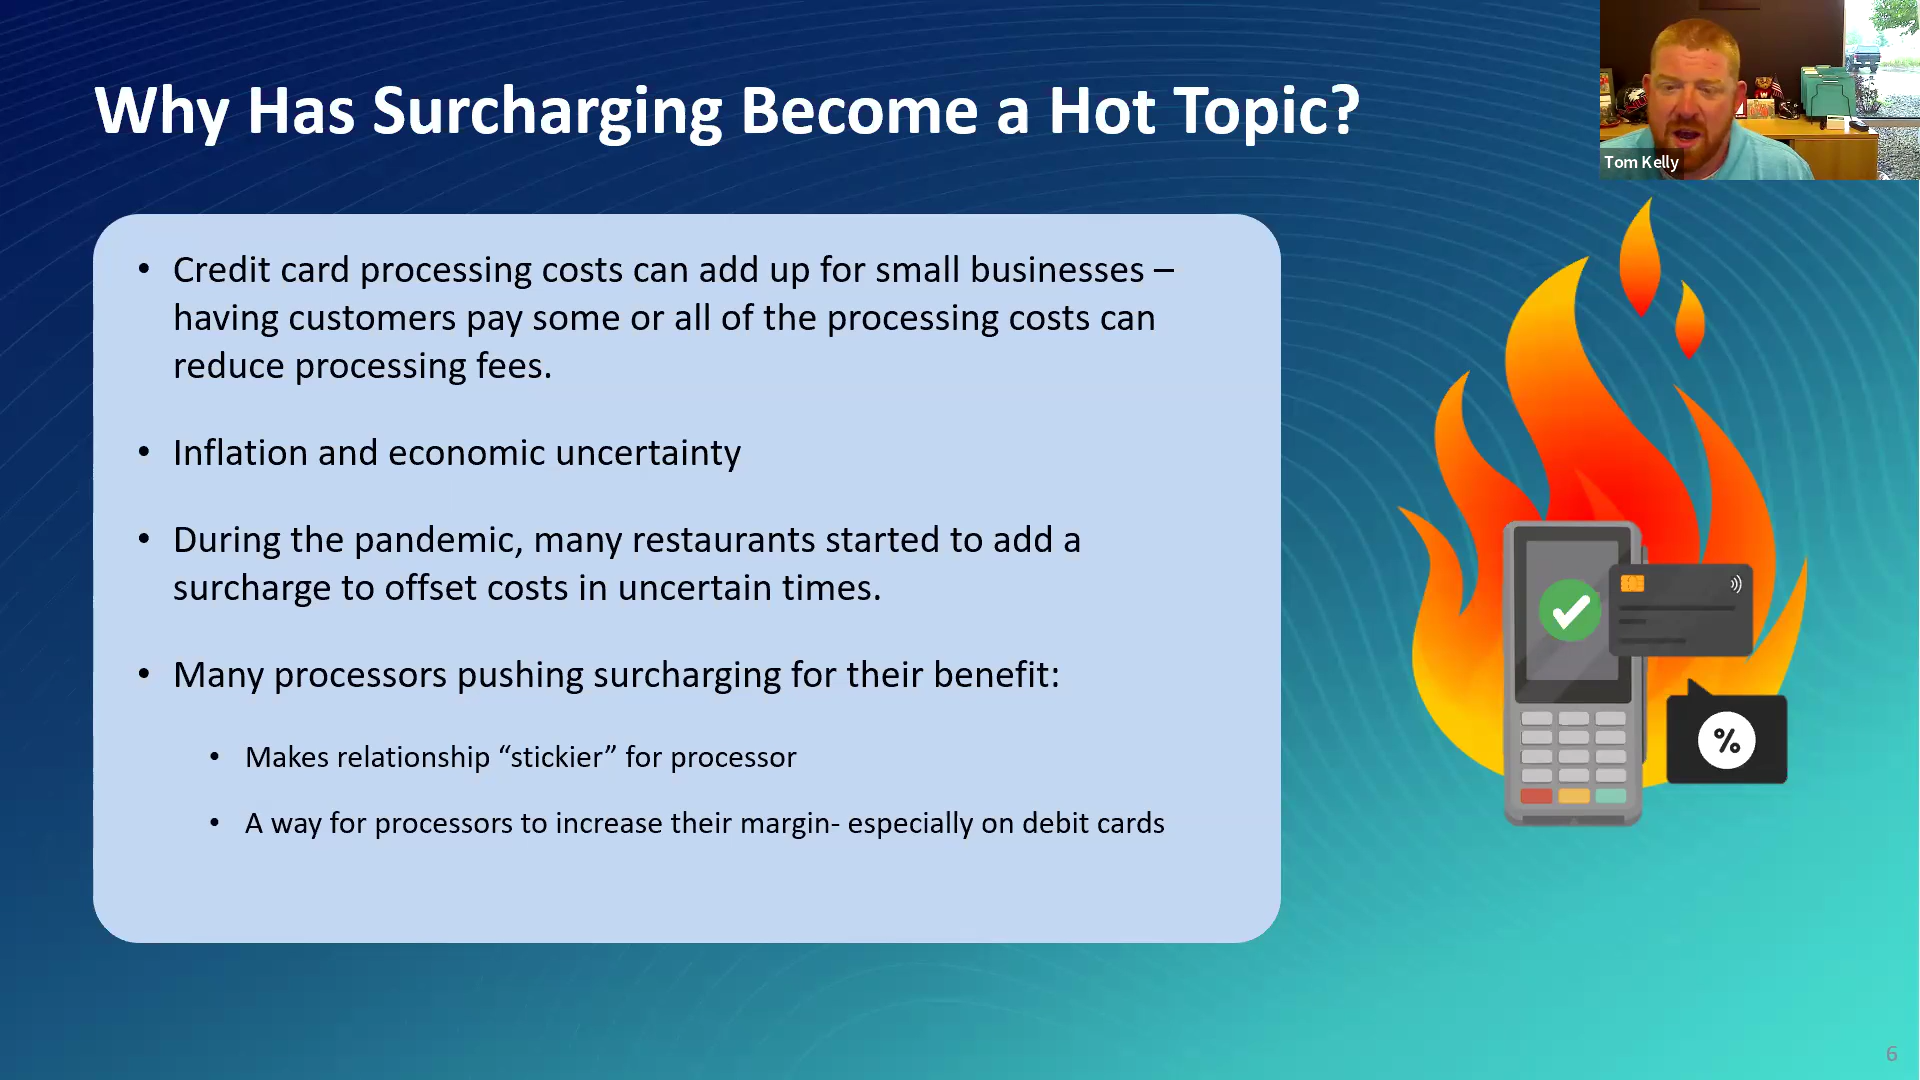 Why Has Surcharging Become a Hot Topic?
Tom Kelly
• Credit card processing costs can add up for small businesses –
having customers pay some or all of the processing costs can
reduce processing fees.
• Inflation and economic uncertainty
• During the pandemic, many restaurants started to add a
surcharge to offset costs in uncertain times.
• Many processors pushing surcharging for their benefit:
• Makes relationship “stickier” for processor
• A way for processors to increase their margin- especially on debit cards
%
6